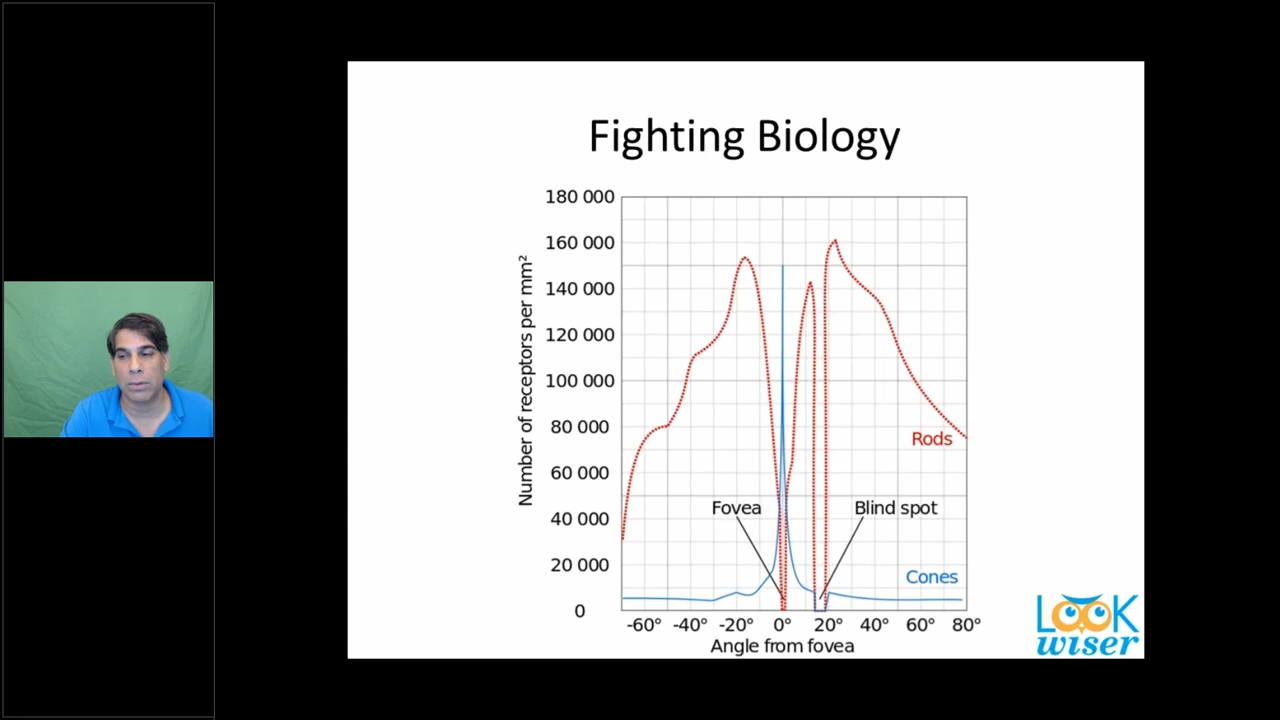 Fighting Biology
180 000
160 000
140 000
120 000
100 000
80 000
60 000
40 000
20 000
0
Number of receptors per mm²
Rods
Fovea
Blind spot
Cones
-60° -40° -20° 0° 20° 40° 60° 80°
Angle from fovea
LOOK
wiser